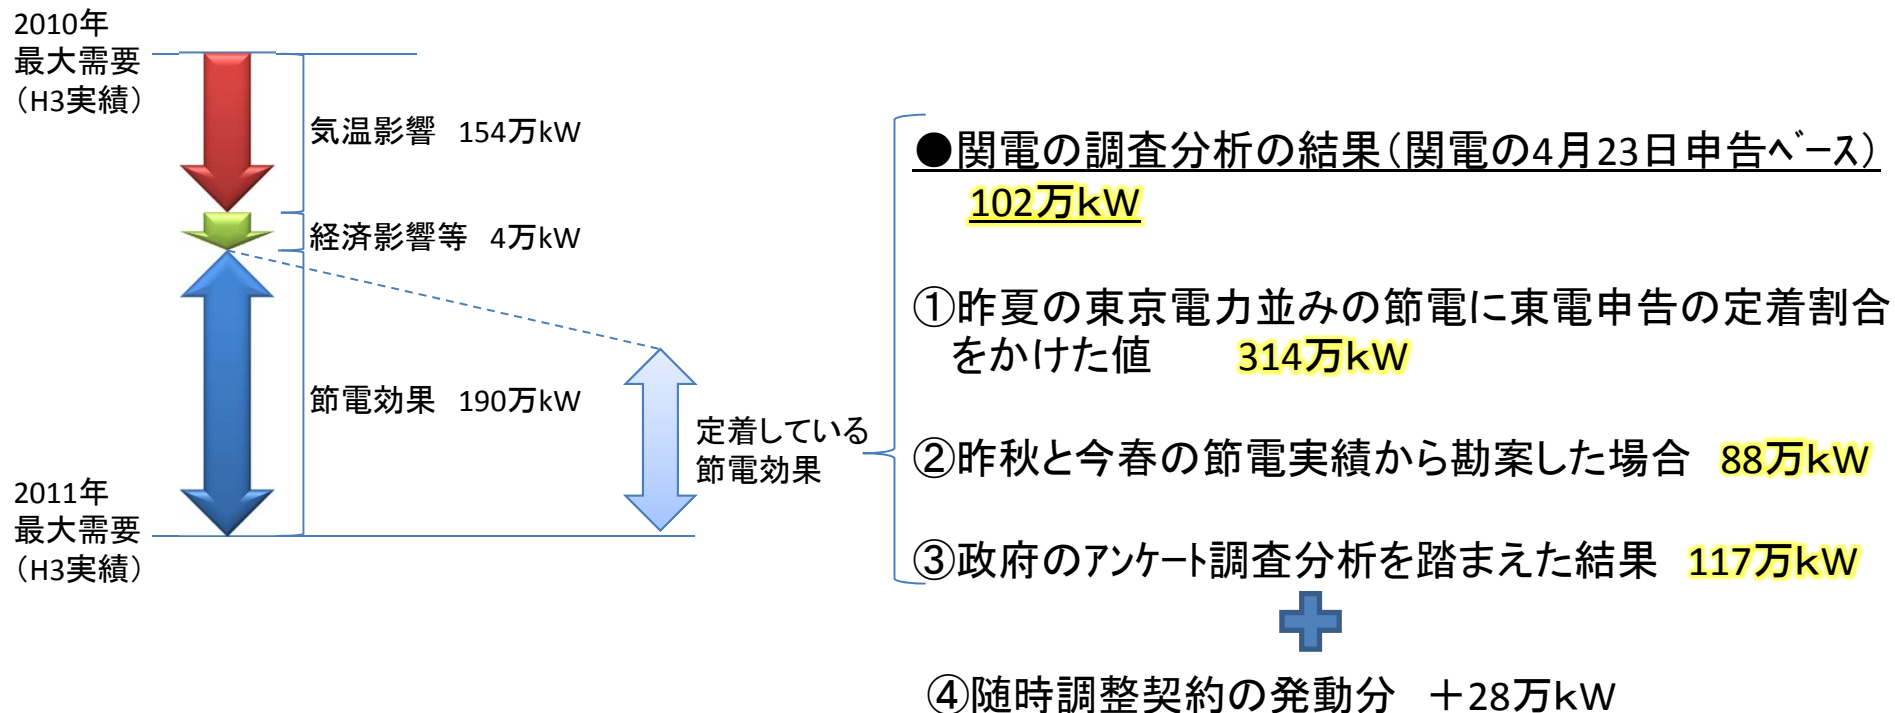 2010年
最大需要
（H3実績）
気温影響 154万kW
経済影響等 4万kW
節電効果 190万kW
2011年
最大需要
（H3実績）
定着している
節電効果
●関電の調査分析の結果（関電の4月23日申告ﾍﾞｰｽ）
102万ｋW
①昨夏の東京電力並みの節電に東電申告の定着割合
をかけた値 314万ｋW
②昨秋と今春の節電実績から勘案した場合 88万ｋW
③政府のｱﾝｹｰﾄ調査分析を踏まえた結果 117万ｋW
④随時調整契約の発動分 ＋28万ｋW